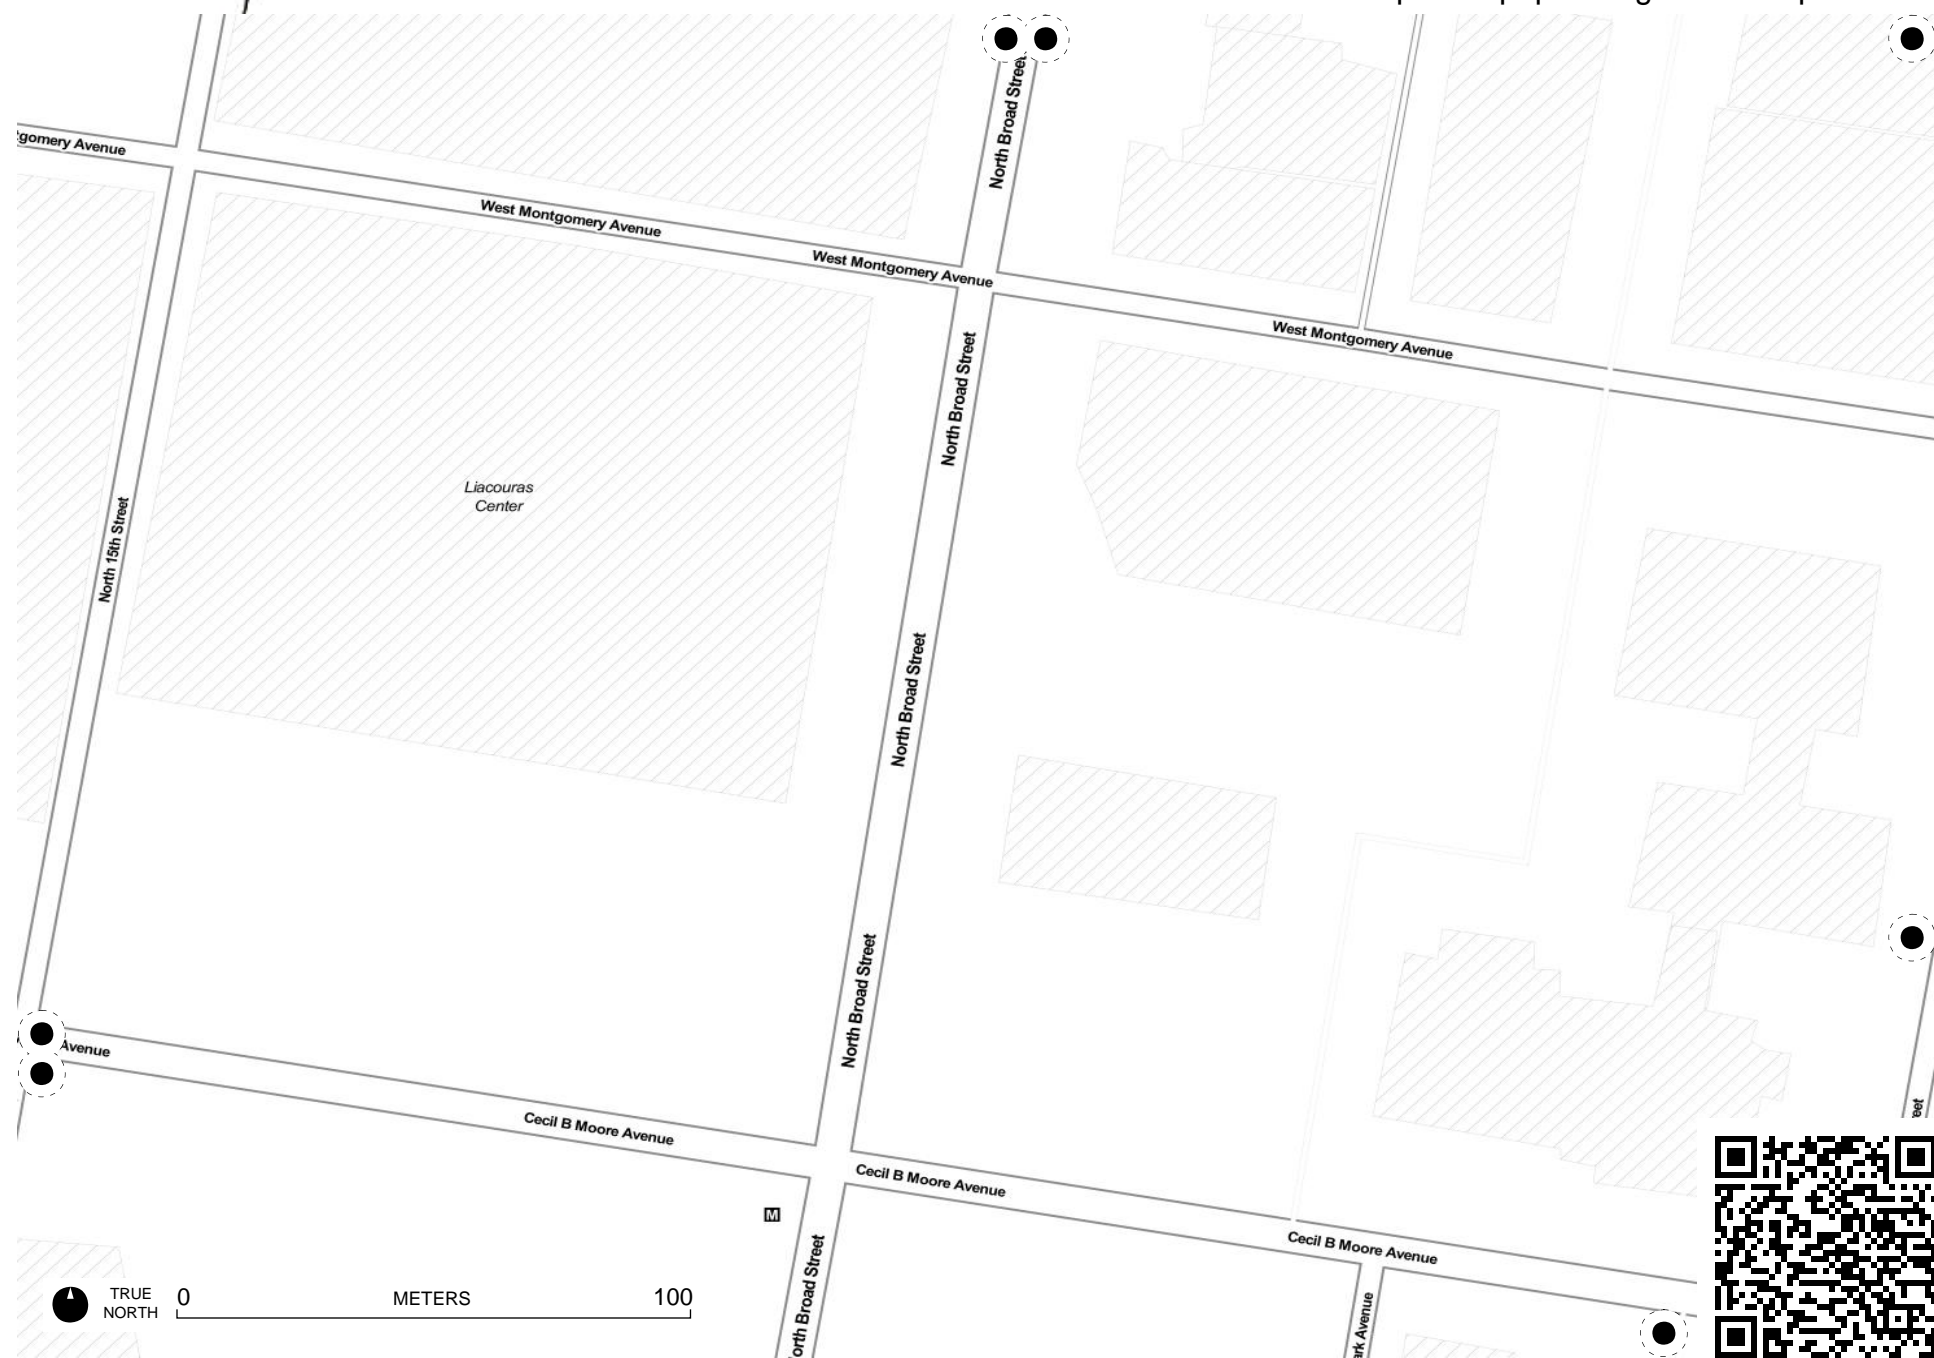 North Broad Street
gomery Avenue
West Montgomery Avenue
West Montgomery Avenue
West Montgomery Avenue
North Broad Street
Liacouras
Center
North 15th Street
North Broad Street
North Broad Street
Avenue
eet
Cecil B Moore Avenue
Cecil B Moore Avenue
M
Cecil B Moore Avenue
orth Broad Street
ark Avenue
TRUE
NORTH
0
METERS
100